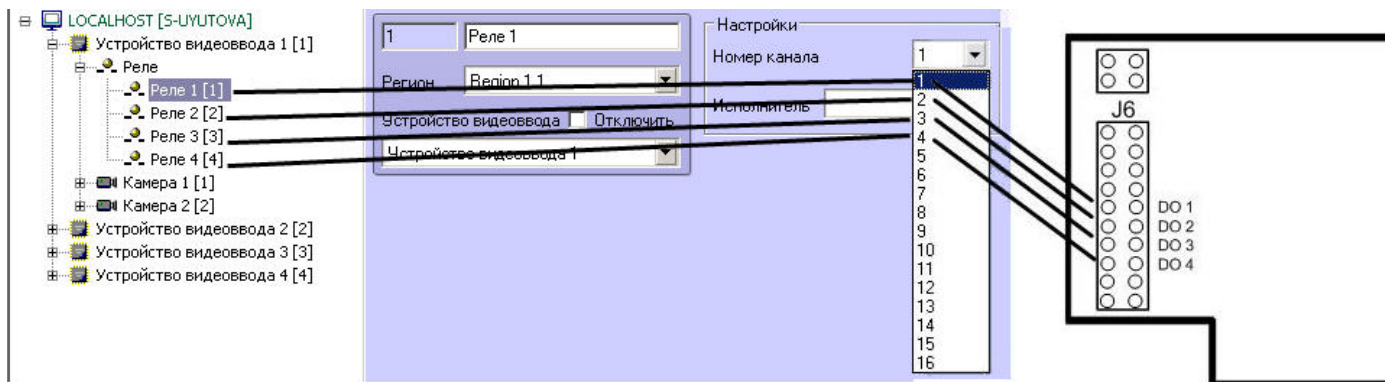 LOCALHOST [S-UYUTOVA]
Устройство видеоввода 1 [1]
Реле
Реле 1 [1]
Реле 2 [2]
Реле 3 [3]
Реле 4 [4]
Камера 1 [1]
Камера 2 [2]
Устройство видеоввода 2 [2]
Устройство видеоввода 3 [3]
Устройство видеоввода 4 [4]
1 Реле 1
Регион Region 1.1
Устройство видеоввода Отключить
Устройство видеоввода 1
Настройки
Номер канала 1
Исполнитель
1
2
3
4
5
6
7
8
9
10
11
12
13
14
15
16
J6
DO 1
DO 2
DO 3
DO 4